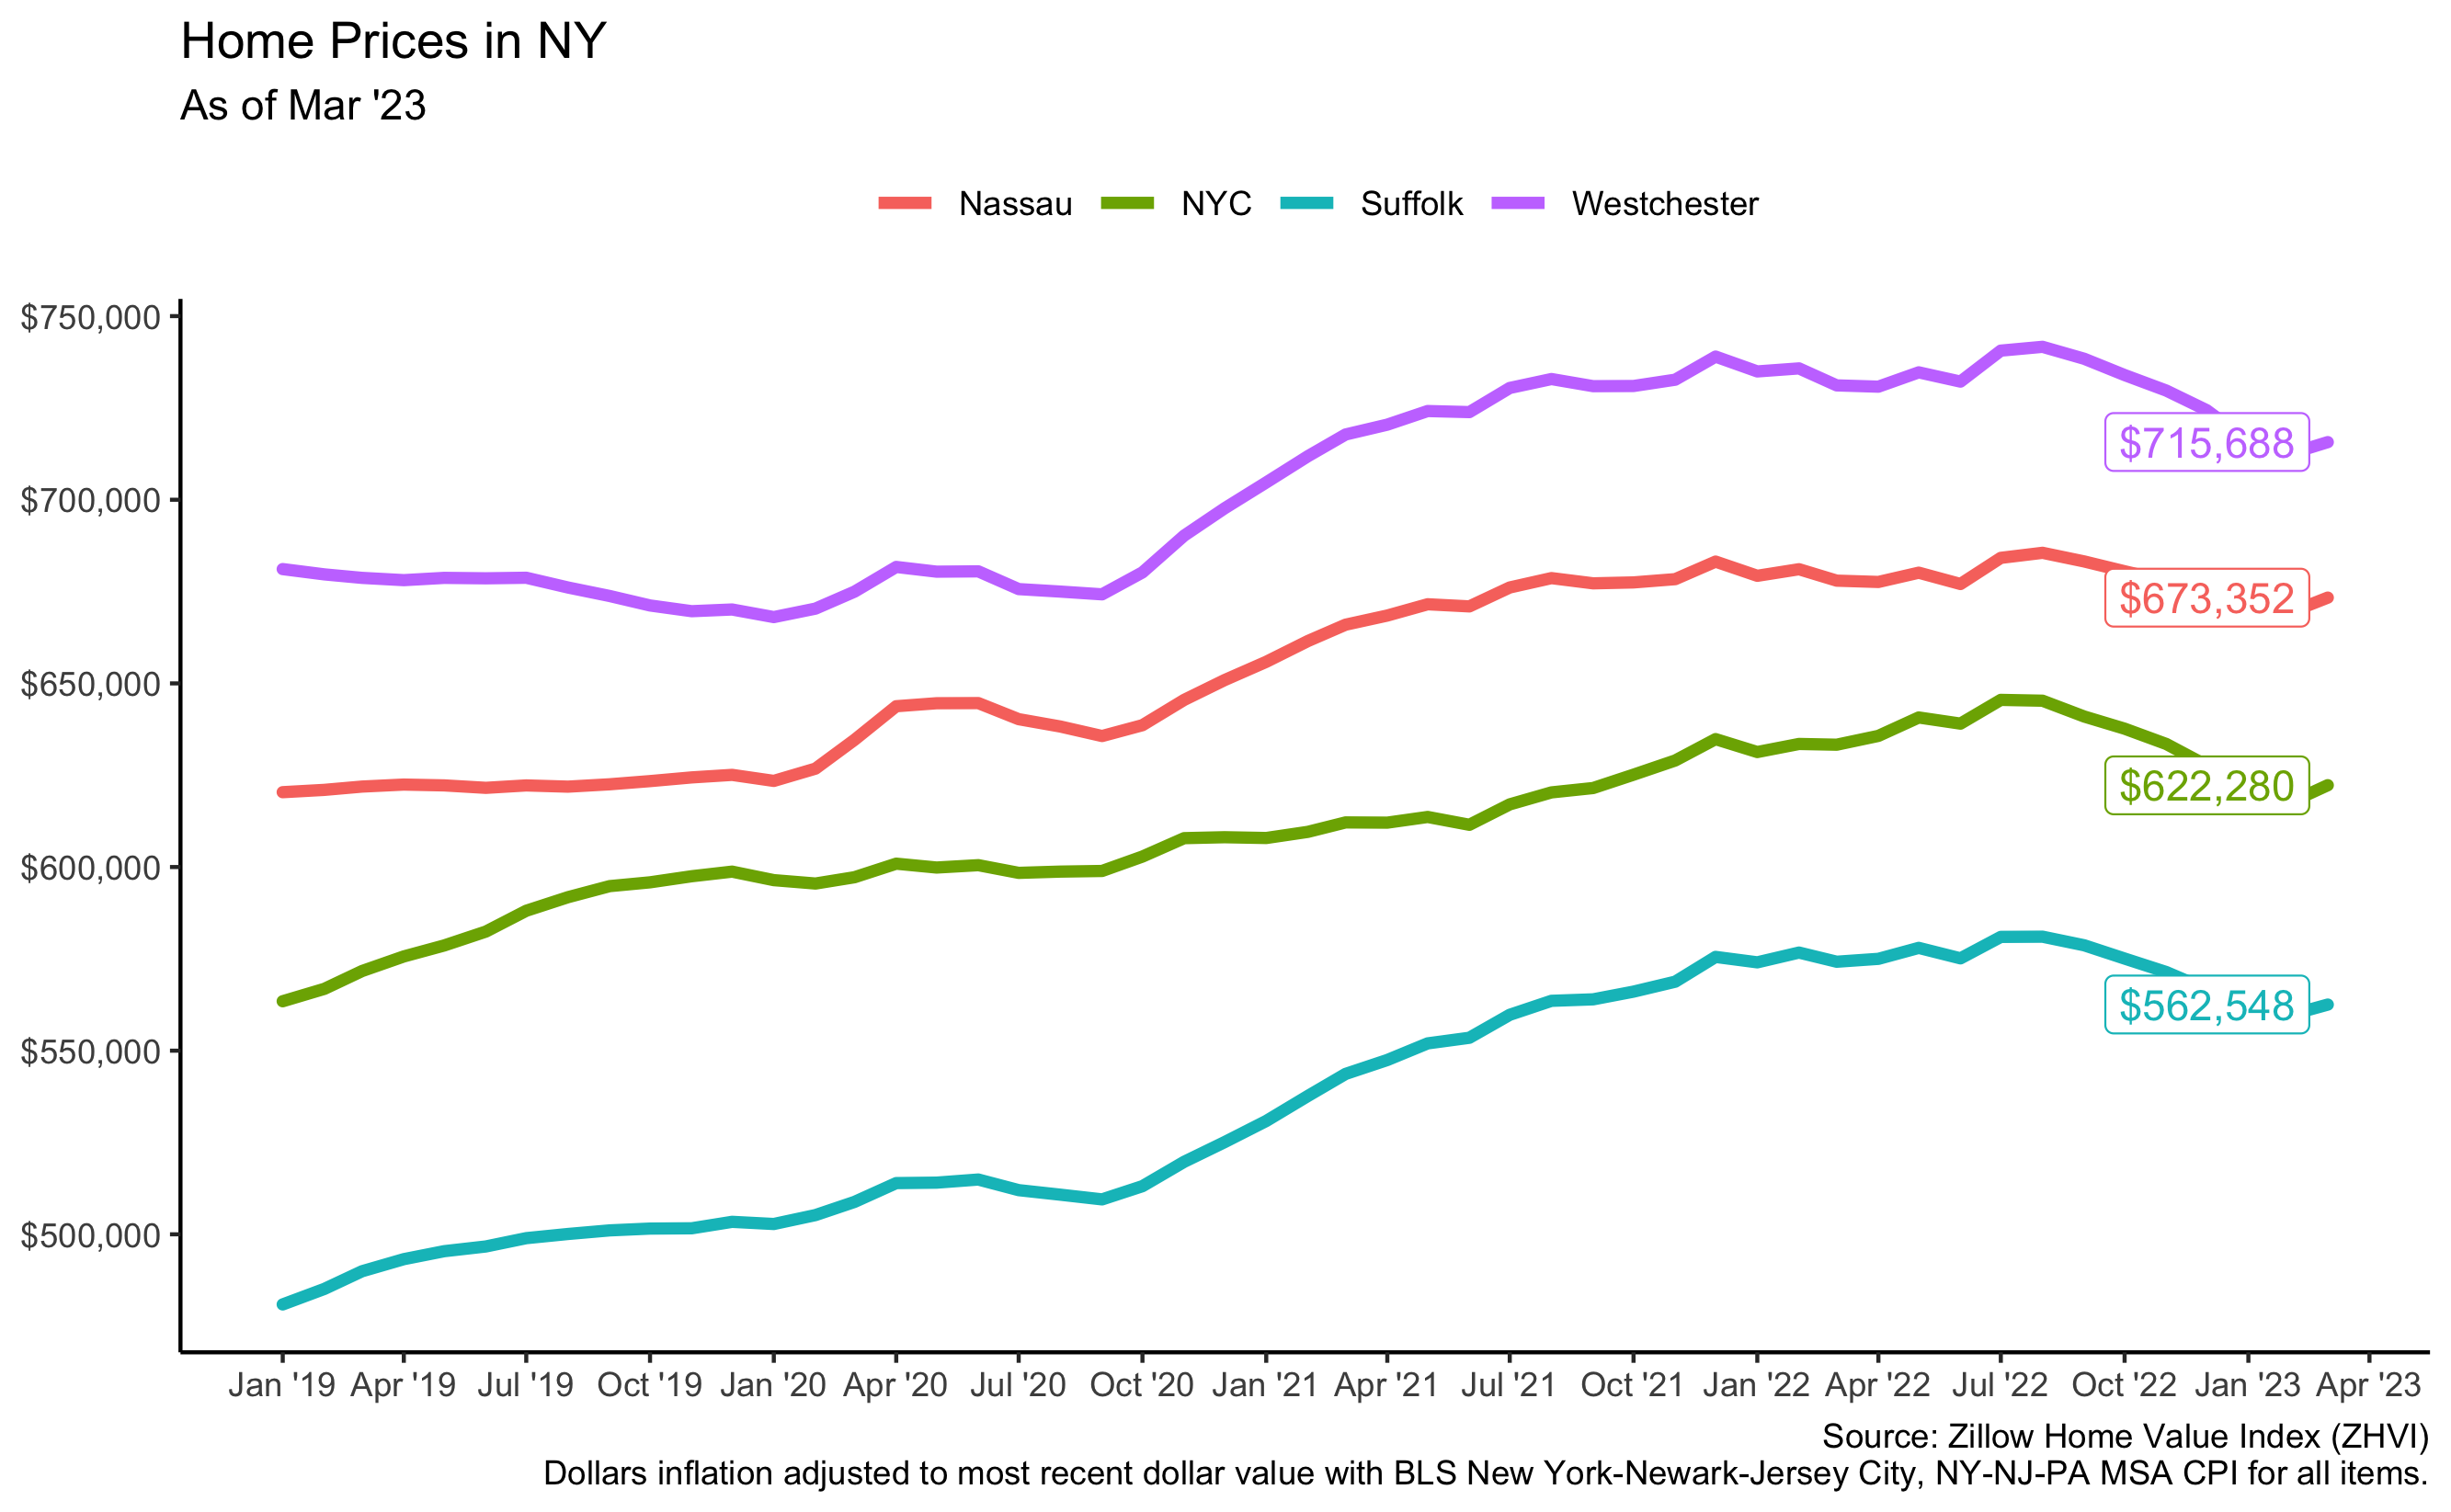 Home Prices in NY
As of Mar '23
Nassau NYC Suffolk Westchester
$750,000
$700,000
$650,000
$600,000
$550,000
$500,000
$715,688
$673,352
$622,280
$562,548
Jan '19 Apr '19 Jul '19 Oct '19 Jan '20 Apr '20 Jul '20 Oct '20 Jan '21 Apr '21 Jul '21 Oct '21 Jan '22 Apr '22 Jul '22 Oct '22 Jan '23 Apr '23
Source: Zillow Home Value Index (ZHVI)
Dollars inflation adjusted to most recent dollar value with BLS New York-Newark-Jersey City, NY-NJ-PA MSA CPI for all items.